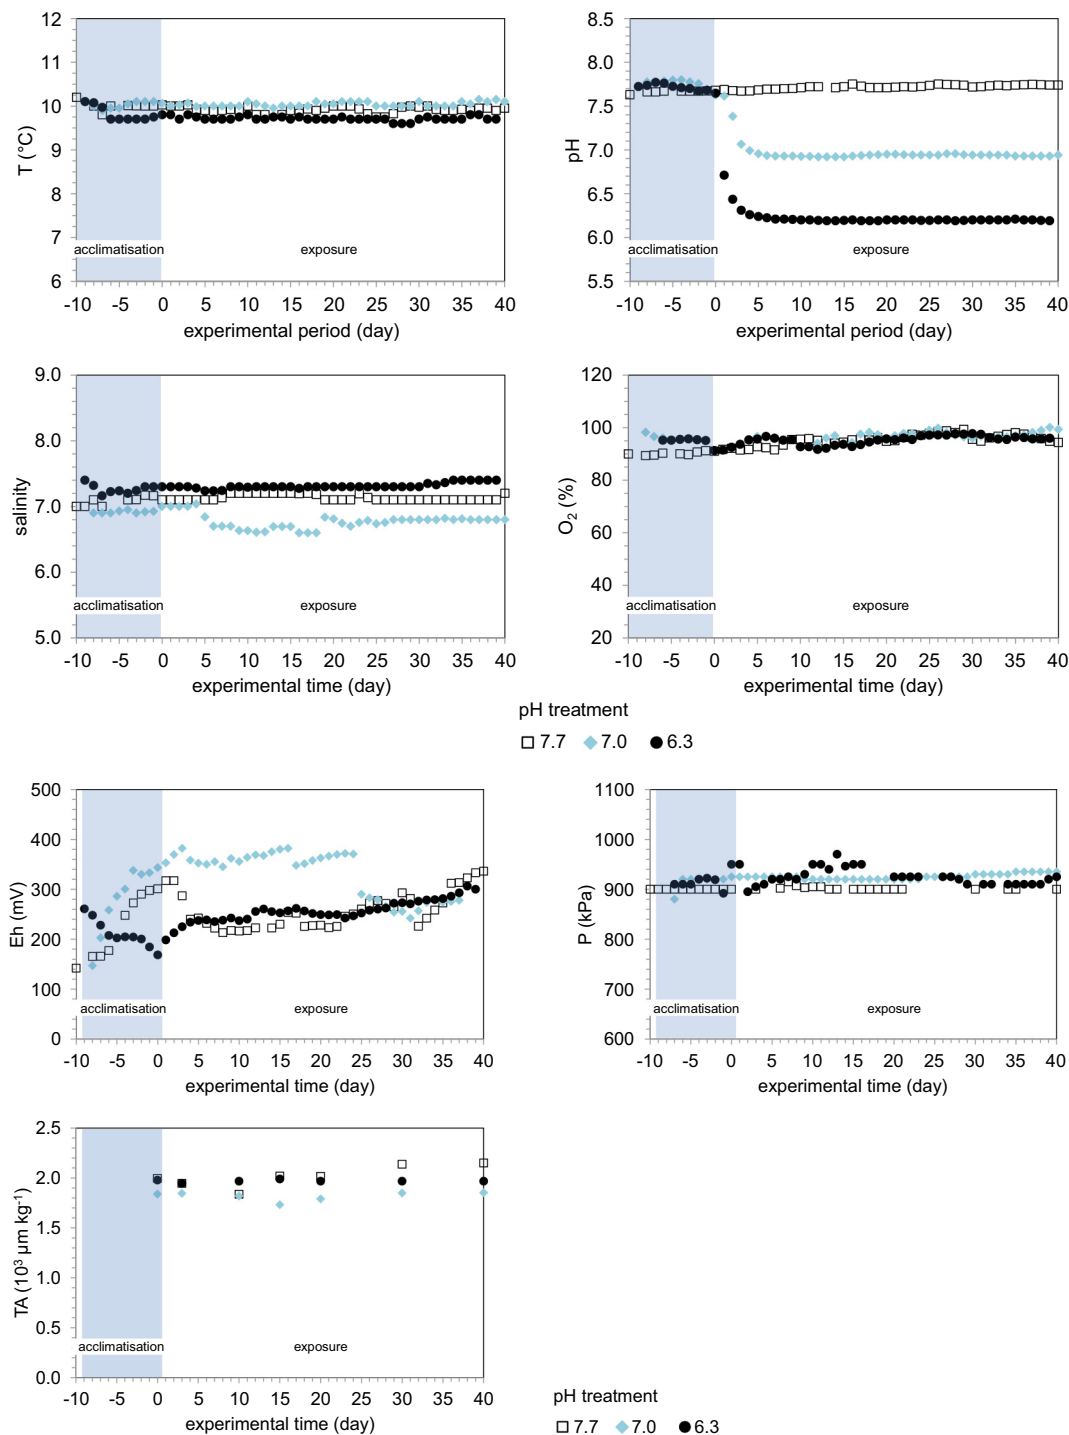 12
11
10
9
8
7
6
T (°C)
acclimatisation
exposure
-10 -5 0 5 10 15 20 25 30 35 40
experimental period (day)
8.5
8.0
7.5
7.0
6.5
6.0
5.5
pH
acclimatisation
exposure
-10 -5 0 5 10 15 20 25 30 35 40
experimental period (day)
9.0
8.0
7.0
6.0
5.0
salinity
acclimatisation
exposure
-10 -5 0 5 10 15 20 25 30 35 40
experimental time (day)
120
100
80
60
40
20
O₂ (%)
acclimatisation
exposure
-10 -5 0 5 10 15 20 25 30 35 40
experimental time (day)
pH treatment
7.7 7.0 6.3
500
400
300
200
100
0
Eh (mV)
acclimatisation
exposure
-10 -5 0 5 10 15 20 25 30 35 40
experimental time (day)
1100
1000
900
800
700
600
P (kPa)
acclimatisation
exposure
-10 -5 0 5 10 15 20 25 30 35 40
experimental time (day)
2.5
2.0
1.5
1.0
0.5
0.0
TA (10³ µm kg⁻¹)
acclimatisation
exposure
-10 -5 0 5 10 15 20 25 30 35 40
experimental time (day)
pH treatment
7.7 7.0 6.3